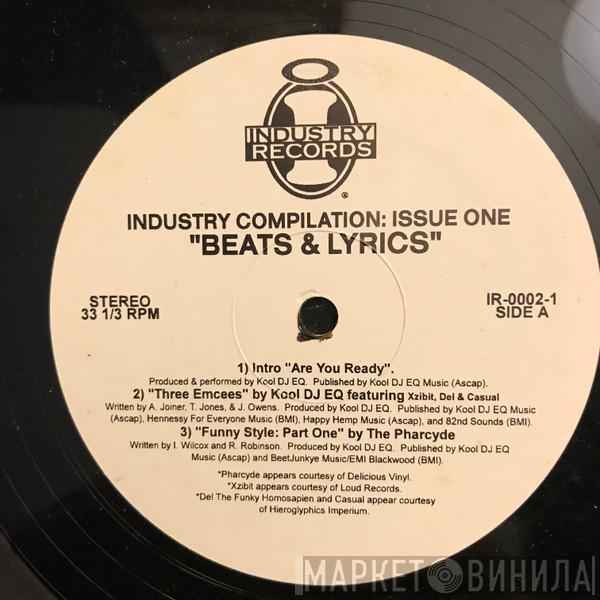 INDUSTRY
RECORDS
®
INDUSTRY COMPILATION: ISSUE ONE
"BEATS & LYRICS"
STEREO
33 1/3 RPM
IR-0002-1
SIDE A
1) Intro "Are You Ready".
Produced & performed by Kool DJ EQ. Published by Kool DJ EQ Music (Ascap).
2) "Three Emcees" by Kool DJ EQ featuring Xzibit, Del & Casual
Written by A. Joiner, T. Jones, & J. Owens. Produced by Kool DJ EQ. Published by Kool DJ EQ Music
(Ascap), Hennessy For Everyone Music (BMI), Happy Hemp Music (Ascap), and 82nd Sounds (BMI).
3) "Funny Style: Part One" by The Pharcyde
Written by I. Wilcox and R. Robinson. Produced by Kool DJ EQ. Published by Kool DJ EQ
Music (Ascap) and BeetJunkye Music/EMI Blackwood (BMI).
*Pharcyde appears courtesy of Delicious Vinyl.
*Xzibit appears courtesy of Loud Records.
*Del The Funky Homosapien and Casual appear courtesy
of Hieroglyphics Imperium.
МАРКЕТ ВИНИЛА